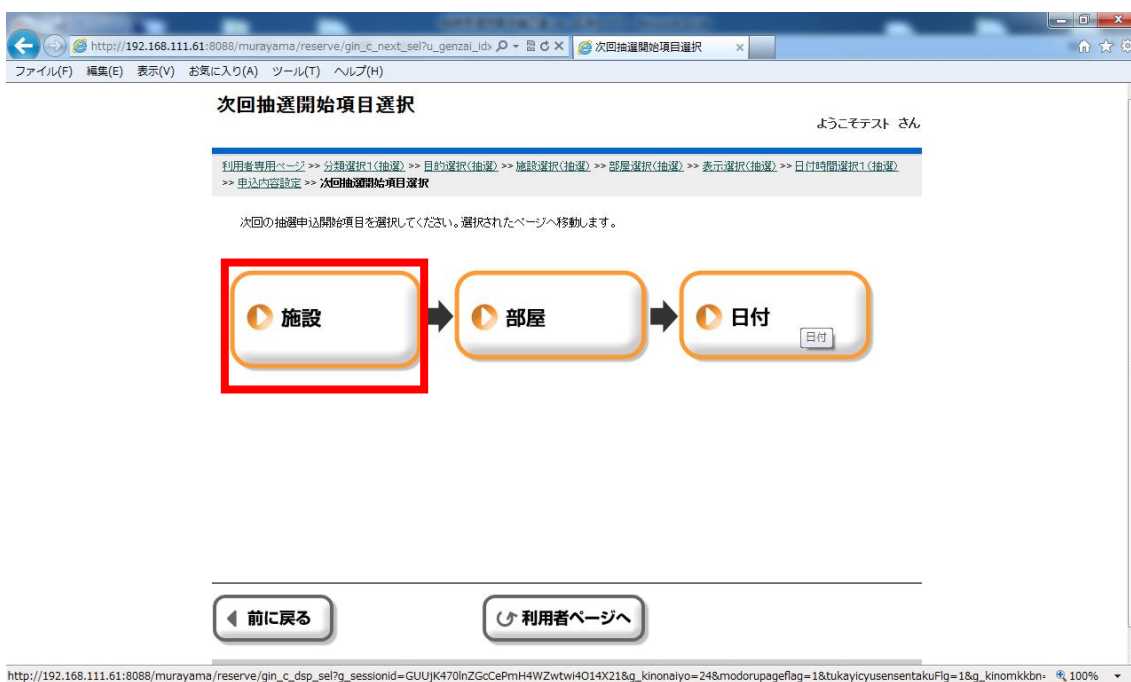 http://192.168.111.61:8088/murayama/reserve/gin_c_next_sel?u_genzai_id
次回抽選開始項目選択
ファイル(F) 編集(E) 表示(V) お気に入り(A) ツール(T) ヘルプ(H)
次回抽選開始項目選択
ようこそテスト さん
利用者専用ページ >> 分類選択1(抽選) >> 目的選択(抽選) >> 施設選択(抽選) >> 部屋選択(抽選) >> 表示選択(抽選) >> 日付時間選択1(抽選)
>> 申込内容設定 >> 次回抽選開始項目選択
次回の抽選申込開始項目を選択してください。選択されたページへ移動します。
施設
部屋
日付
日付
前に戻る
利用者ページへ
http://192.168.111.61:8088/murayama/reserve/gin_c_dsp_sel?g_sessionid=GUUjK470lnZGcCePmH4WZwtwi4O14X21&g_kinonaiyo=24&modorupageflag=1&tukayicyusensentakuFlg=1&g_kinomkkbn=
100%